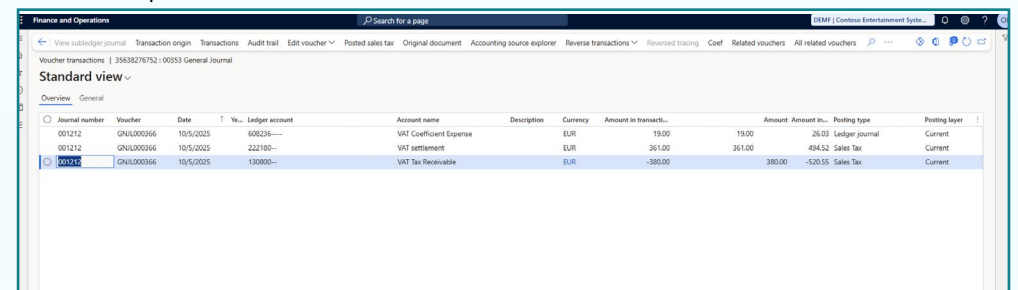 Finance and Operations Search for a page DEMF | Contoso Entertainment Syste... ?
View subledger journal Transaction origin Transactions Audit trail Edit voucher Posted sales tax Original document Accounting source explorer Reverse transactions Reversed tracing Coef Related vouchers All related vouchers ...
Voucher transactions | 35638276752 : 00353 General Journal
Standard view
Overview General
Journal number Voucher Date Ye... Ledger account Account name Description Currency Amount in transacti... Amount Amount in... Posting type Posting layer
001212 GNJL000366 10/5/2025 608236---- VAT Coefficient Expense EUR 19.00 19.00 26.03 Ledger journal Current
001212 GNJL000366 10/5/2025 222180-- VAT settlement EUR 361.00 361.00 494.52 Sales Tax Current
001212 GNJL000366 10/5/2025 130800-- VAT Tax Receivable EUR -380.00 380.00 -520.55 Sales Tax Current